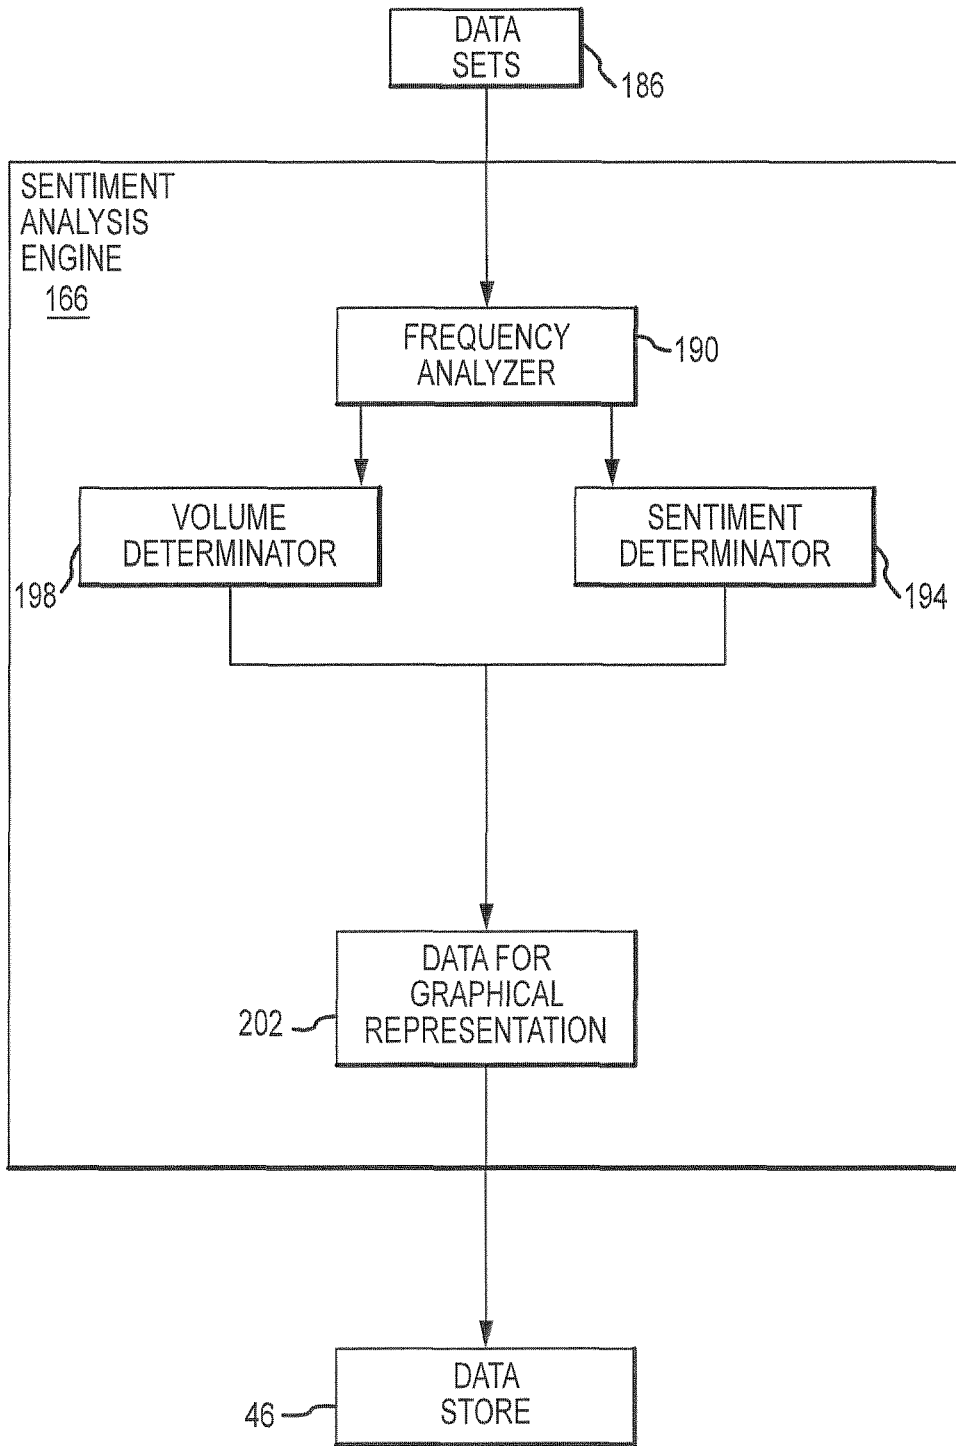 DATA
SETS
186
SENTIMENT
ANALYSIS
ENGINE
166
FREQUENCY
ANALYZER
190
VOLUME
DETERMINATOR
198
SENTIMENT
DETERMINATOR
194
DATA FOR
GRAPHICAL
REPRESENTATION
202
DATA
STORE
46